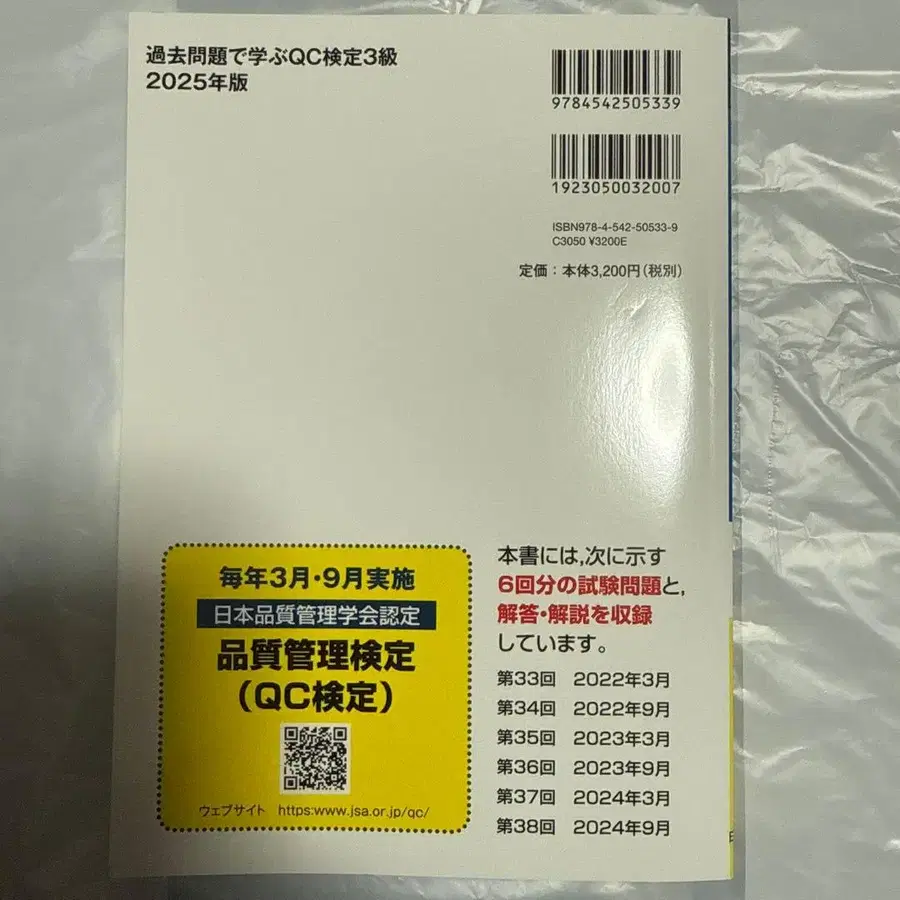 過去問題で学ぶQC検定3級
2025年版
9784542505339
1923050032007
ISBN978-4-542-50533-9
C3050 ¥3200E
定価：本体3,200円(税別)
毎年3月・9月実施
日本品質管理学会認定
品質管理検定
(QC検定)
ウェブサイト https:www.jsa.or.jp/qc/
本書には,次に示す
6回分の試験問題と,
解答・解説を収録
しています。
第33回 2022年3月
第34回 2022年9月
第35回 2023年3月
第36回 2023年9月
第37回 2024年3月
第38回 2024年9月